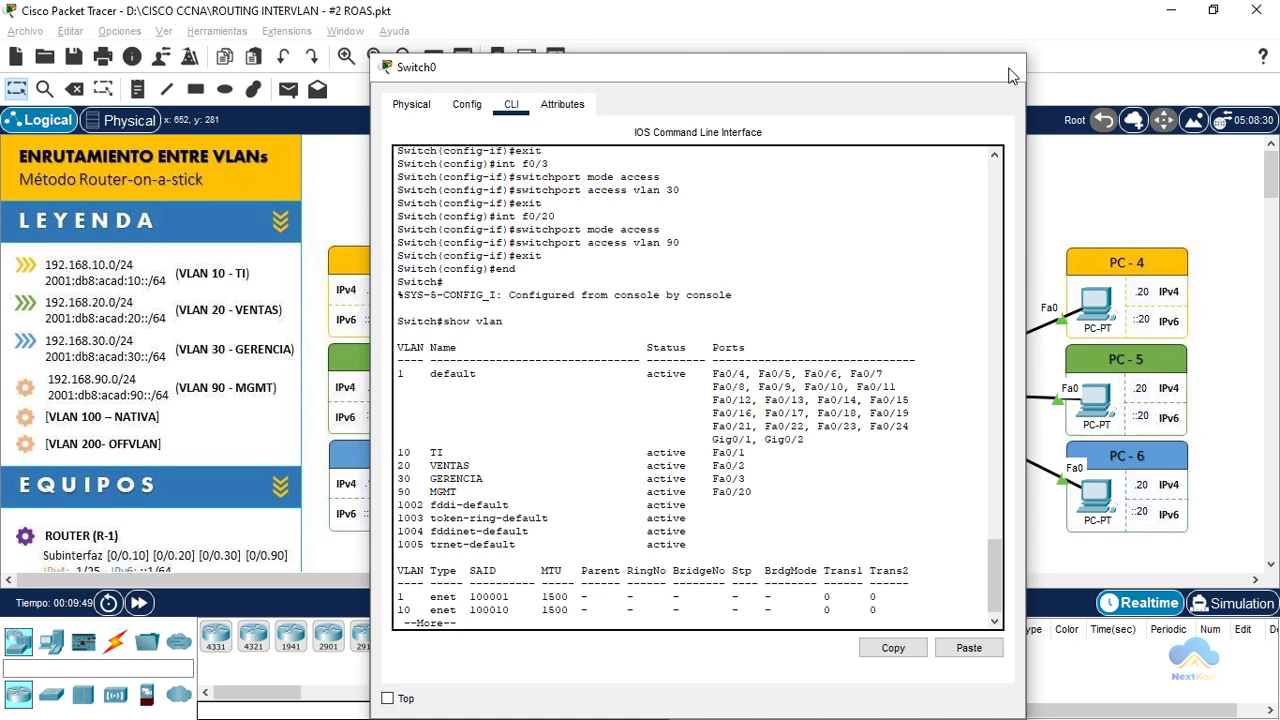 Cisco Packet Tracer - D:\CISCO CCNA\ROUTING INTERVLAN - #2 ROAS.pkt
Archivo Editar Opciones Ver Herramientas Extensions Ventana Ayuda
Logical Physical x: 652, y: 281
Root 05:08:30
ENRUTAMIENTO ENTRE VLANs
Método Router-on-a-stick
LEYENDA
192.168.10.0/24
2001:db8:acad:10::/64
(VLAN 10 - TI)
192.168.20.0/24
2001:db8:acad:20::/64
(VLAN 20 - VENTAS)
192.168.30.0/24
2001:db8:acad:30::/64
(VLAN 30 - GERENCIA)
192.168.90.0/24
2001:db8:acad:90::/64
(VLAN 90 - MGMT)
[VLAN 100 – NATIVA]
[VLAN 200- OFFVLAN]
EQUIPOS
ROUTER (R-1)
Subinterfaz [0/0.10] [0/0.20] [0/0.30] [0/0.90]
IPv4
IPv6
IPv4
IPv6
IPv4
IPv6
Switch0
Physical Config CLI Attributes
IOS Command Line Interface
Switch(config-if)#exit
Switch(config)#int f0/3
Switch(config-if)#switchport mode access
Switch(config-if)#switchport access vlan 30
Switch(config-if)#exit
Switch(config)#int f0/20
Switch(config-if)#switchport mode access
Switch(config-if)#switchport access vlan 90
Switch(config-if)#exit
Switch(config)#end
Switch#
%SYS-5-CONFIG_I: Configured from console by console
Switch#show vlan
VLAN Name Status Ports
---- -------------------------------- --------- -------------------------------
1 default active Fa0/4, Fa0/5, Fa0/6, Fa0/7
Fa0/8, Fa0/9, Fa0/10, Fa0/11
Fa0/12, Fa0/13, Fa0/14, Fa0/15
Fa0/16, Fa0/17, Fa0/18, Fa0/19
Fa0/21, Fa0/22, Fa0/23, Fa0/24
Gig0/1, Gig0/2
10 TI active Fa0/1
20 VENTAS active Fa0/2
30 GERENCIA active Fa0/3
90 MGMT active Fa0/20
1002 fddi-default active
1003 token-ring-default active
1004 fddinet-default active
1005 trnet-default active
VLAN Type SAID MTU Parent RingNo BridgeNo Stp BrdgMode Trans1 Trans2
---- ----- ---------- ----- ------ ------ -------- ---- -------- ------ ------
1 enet 100001 1500 - - - - - 0 0
10 enet 100010 1500 - - - - - 0 0
--More--
Copy Paste
Top
PC - 4
Fa0
PC-PT
.20 IPv4
::20 IPv6
PC - 5
Fa0
PC-PT
.20 IPv4
::20 IPv6
PC - 6
Fa0
PC-PT
.20 IPv4
::20 IPv6
Tiempo: 00:09:49
Realtime Simulation
4331 4321 1941 2901
Color Time(sec) Periodic Num Edit
NextKool